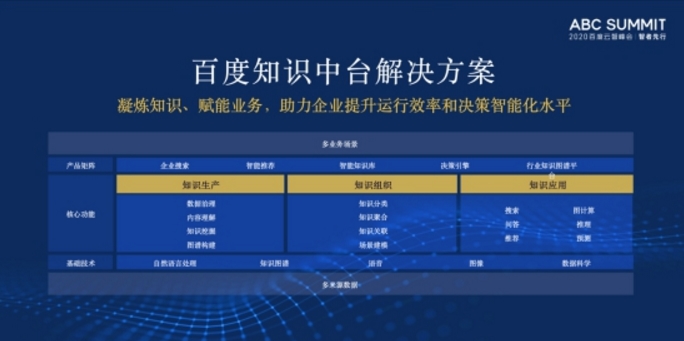 ABC SUMMIT
2020百度云智峰会 智者先行
百度知识中台解决方案
凝炼知识、赋能业务，助力企业提升运行效率和决策智能化水平
多业务场景
产品矩阵 企业搜索 智能推荐 智能知识库 决策引擎 行业知识图谱平
知识生产 知识组织 知识应用
核心功能
数据治理
内容理解
知识挖掘
图谱构建
知识分类
知识聚合
知识关联
场景建模
搜索 图计算
问答 推理
推荐 预测
基础技术 自然语言处理 知识图谱 语音 图像 数据科学
多来源数据